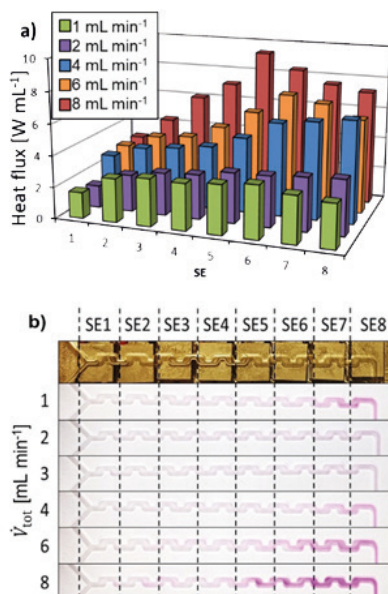 a)
1 mL min⁻¹
2 mL min⁻¹
4 mL min⁻¹
6 mL min⁻¹
8 mL min⁻¹
Heat flux [W mL⁻¹]
10
8
6
4
2
0
1 2 3 4 5 6 7 8
SE
b)
SE1 SE2 SE3 SE4 SE5 SE6 SE7 SE8
V̇tot [mL min⁻¹]
1
2
3
4
6
8